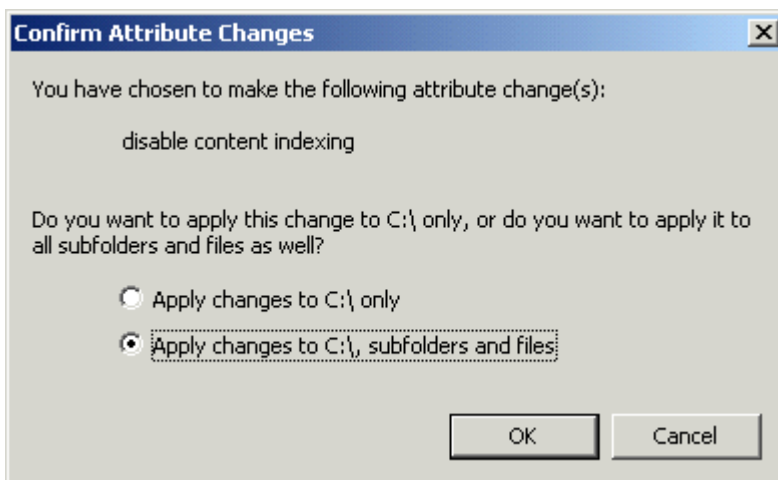 Confirm Attribute Changes
You have chosen to make the following attribute change(s):
disable content indexing
Do you want to apply this change to C:\ only, or do you want to apply it to
all subfolders and files as well?
Apply changes to C:\ only
Apply changes to C:\, subfolders and files
OK Cancel